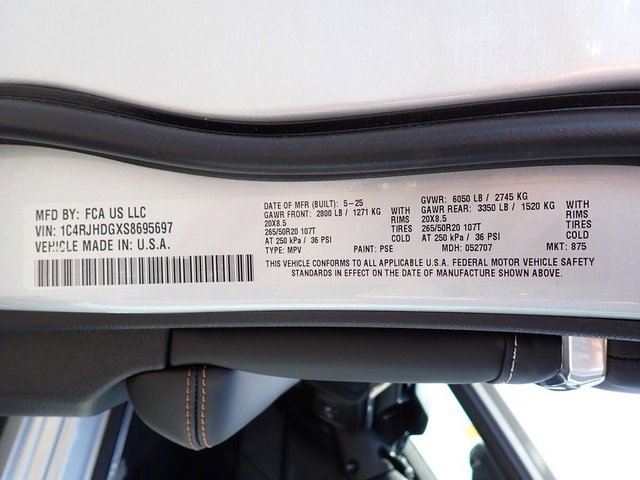 MFD BY: FCA US LLC
VIN: 1C4RJHDGXS8695697
VEHICLE MADE IN U.S.A.
DATE OF MFR (BUILT): 5-25
GAWR FRONT: 2800 LB / 1271 KG WITH
20X8.5 RIMS
265/50R20 107T TIRES
AT 250 kPa / 36 PSI COLD
TYPE: MPV PAINT: PSE
GVWR: 6050 LB / 2745 KG
GAWR REAR: 3350 LB / 1520 KG WITH
20X8.5 RIMS
265/50R20 107T TIRES
AT 250 kPa / 36 PSI COLD
MDH: 052707 MKT: 875
THIS VEHICLE CONFORMS TO ALL APPLICABLE U.S.A. FEDERAL MOTOR VEHICLE SAFETY
STANDARDS IN EFFECT ON THE DATE OF MANUFACTURE SHOWN ABOVE.